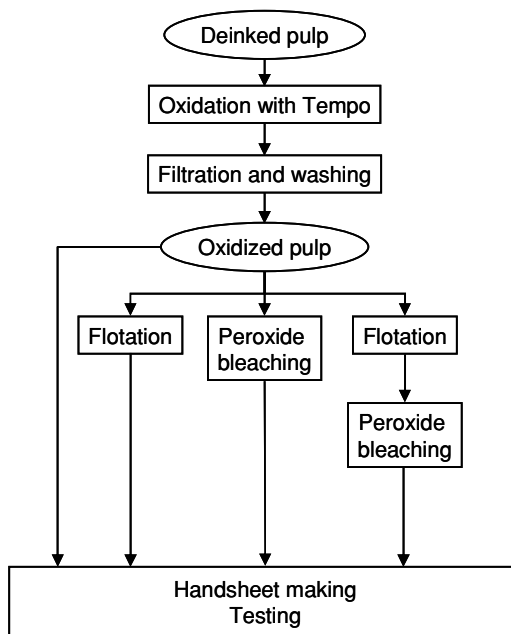 Deinked pulp
Oxidation with Tempo
Filtration and washing
Oxidized pulp
Flotation
Peroxide
bleaching
Flotation
Peroxide
bleaching
Handsheet making
Testing